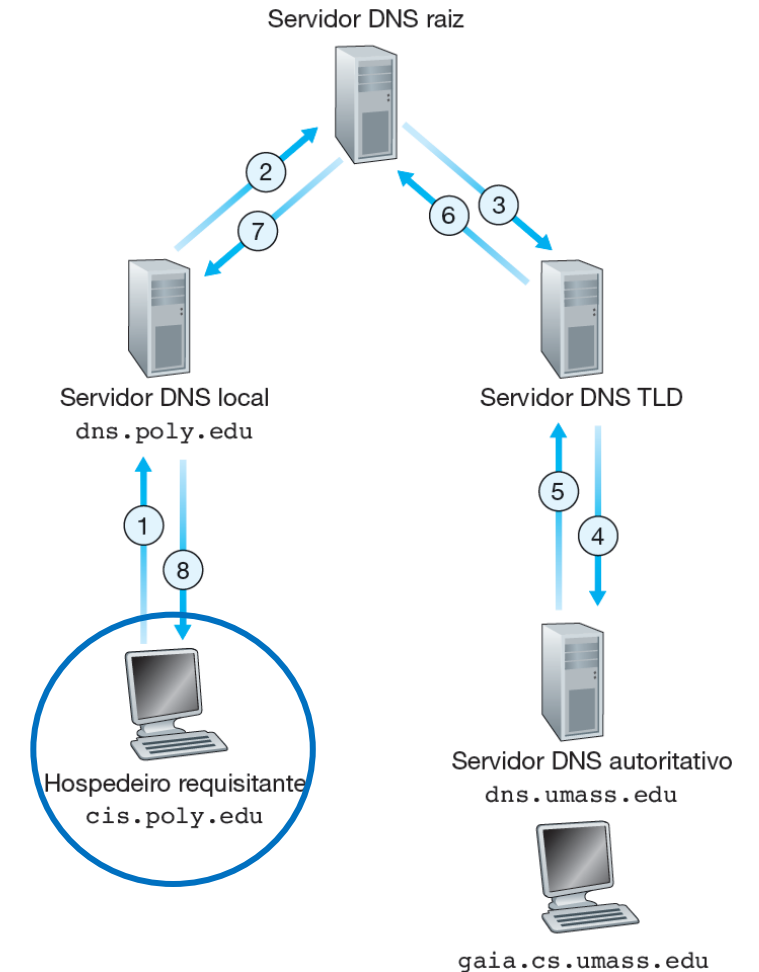 Servidor DNS raiz
2
7
6
3
Servidor DNS local
dns.poly.edu
Servidor DNS TLD
1
8
5
4
Hospedeiro requisitante
cis.poly.edu
Servidor DNS autoritativo
dns.umass.edu
gaia.cs.umass.edu